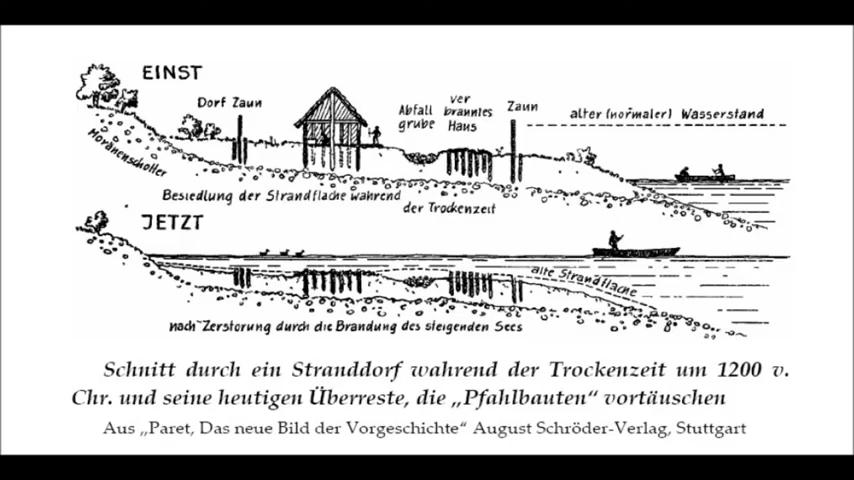 EINST
Dorf Zaun
Abfall
grube
ver
branntes
Haus
Zaun
alter (normaler) Wasserstand
Moränenschotter
Besiedlung der Strandfläche während
der Trockenzeit
JETZT
alte Strandfläche
nach Zerstörung durch die Brandung des steigenden Sees
Schnitt durch ein Stranddorf wahrend der Trockenzeit um 1200 v.
Chr. und seine heutigen Überreste, die „Pfahlbauten“ vortäuschen
Aus „Paret, Das neue Bild der Vorgeschichte“ August Schröder-Verlag, Stuttgart